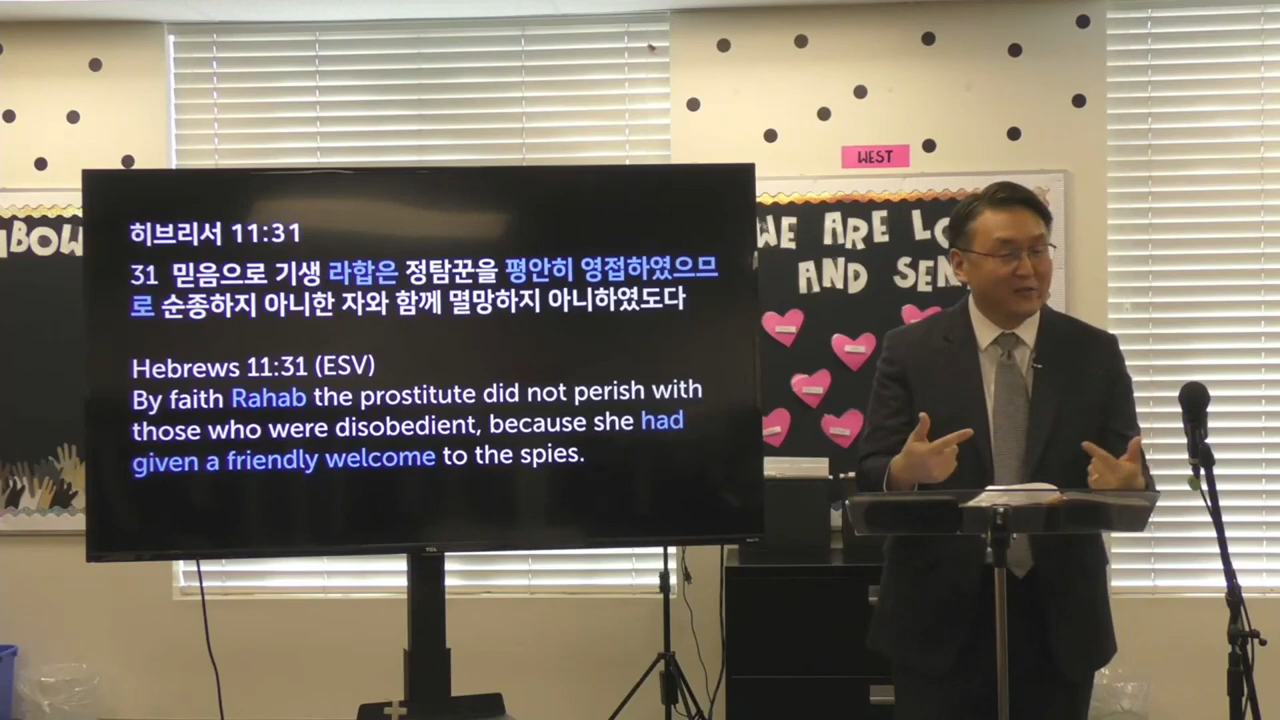 히브리서 11:31
31 믿음으로 기생 라합은 정탐꾼을 평안히 영접하였으므
로 순종하지 아니한 자와 함께 멸망하지 아니하였도다
Hebrews 11:31 (ESV)
By faith Rahab the prostitute did not perish with
those who were disobedient, because she had
given a friendly welcome to the spies.
TCL
WEST
WE ARE LO
AND SEN